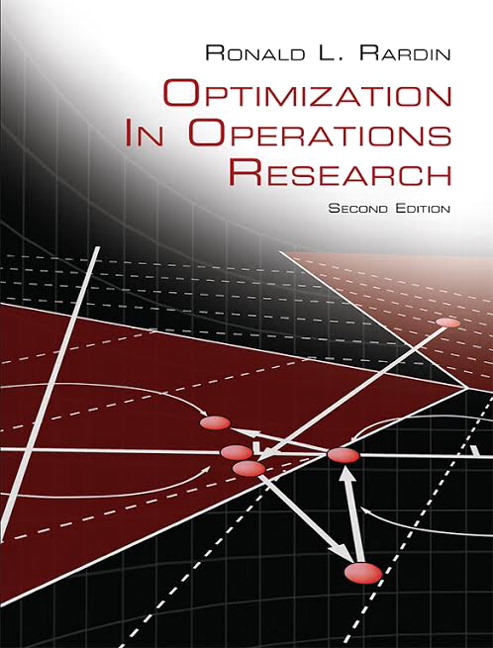 RONALD L. RARDIN
OPTIMIZATION
IN OPERATIONS
RESEARCH
SECOND EDITION